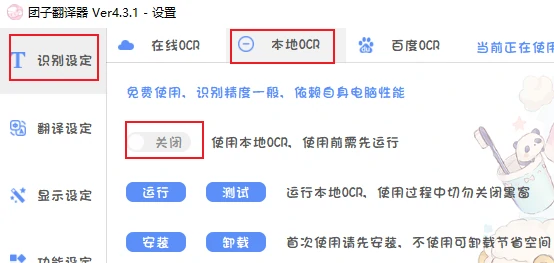 团子翻译器 Ver4.3.1 - 设置
识别设定
在线OCR
本地OCR
百度OCR
当前正在使
免费使用，识别精度一般，依赖自身电脑性能
翻译设定
关闭
使用本地OCR，使用前需先运行
显示设定
运行
测试
运行本地OCR，使用过程中切勿关闭黑窗
安装
卸载
首次使用请先安装，不使用可卸载节省空间
功能设定